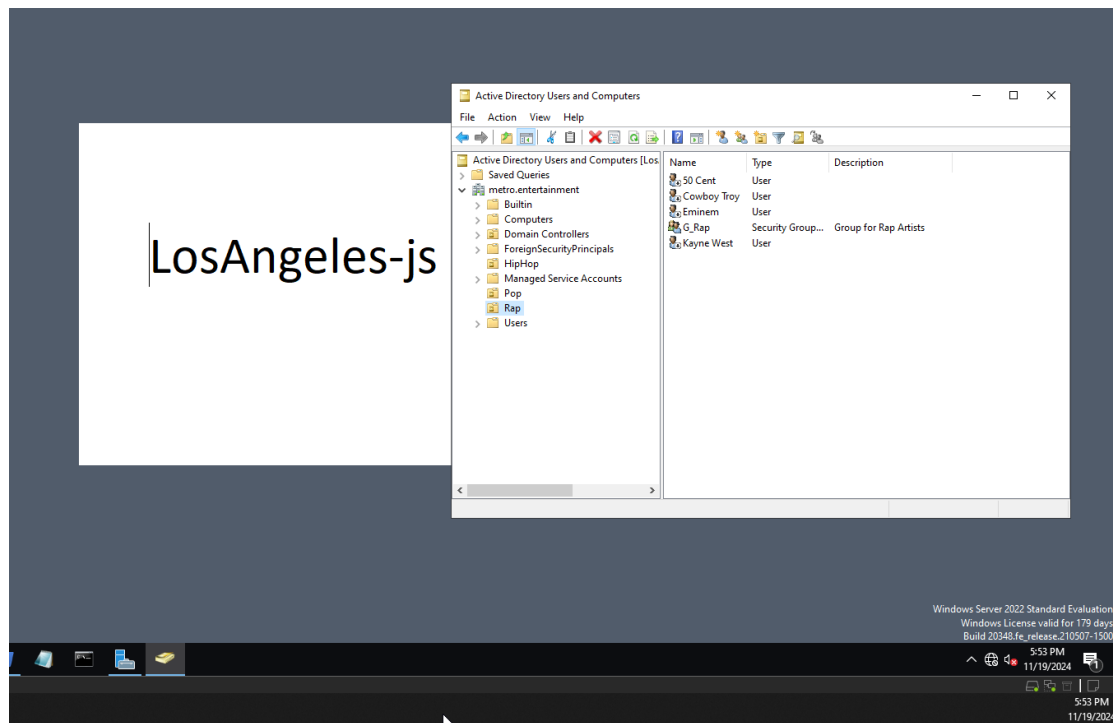 LosAngeles-js
Active Directory Users and Computers
File Action View Help
Active Directory Users and Computers [Los
Saved Queries
metro.entertainment
Builtin
Computers
Domain Controllers
ForeignSecurityPrincipals
HipHop
Managed Service Accounts
Pop
Rap
Users
Name Type Description
50 Cent User
Cowboy Troy User
Eminem User
G_Rap Security Group... Group for Rap Artists
Kayne West User
Windows Server 2022 Standard Evaluation
Windows License valid for 179 days
Build 20348.fe_release.210507-1500
5:53 PM
11/19/2024
1
5:53 PM
11/19/202